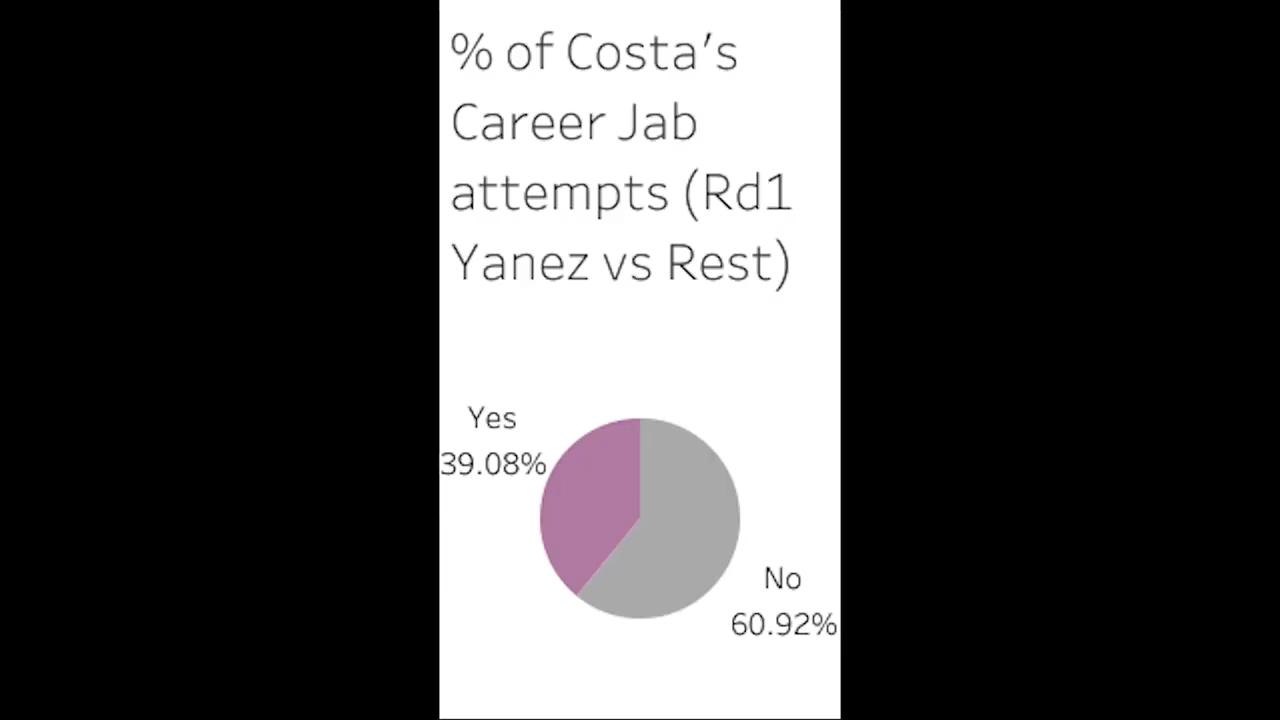 % of Costa's
Career Jab
attempts (Rd1
Yanez vs Rest)
Yes
39.08%
No
60.92%